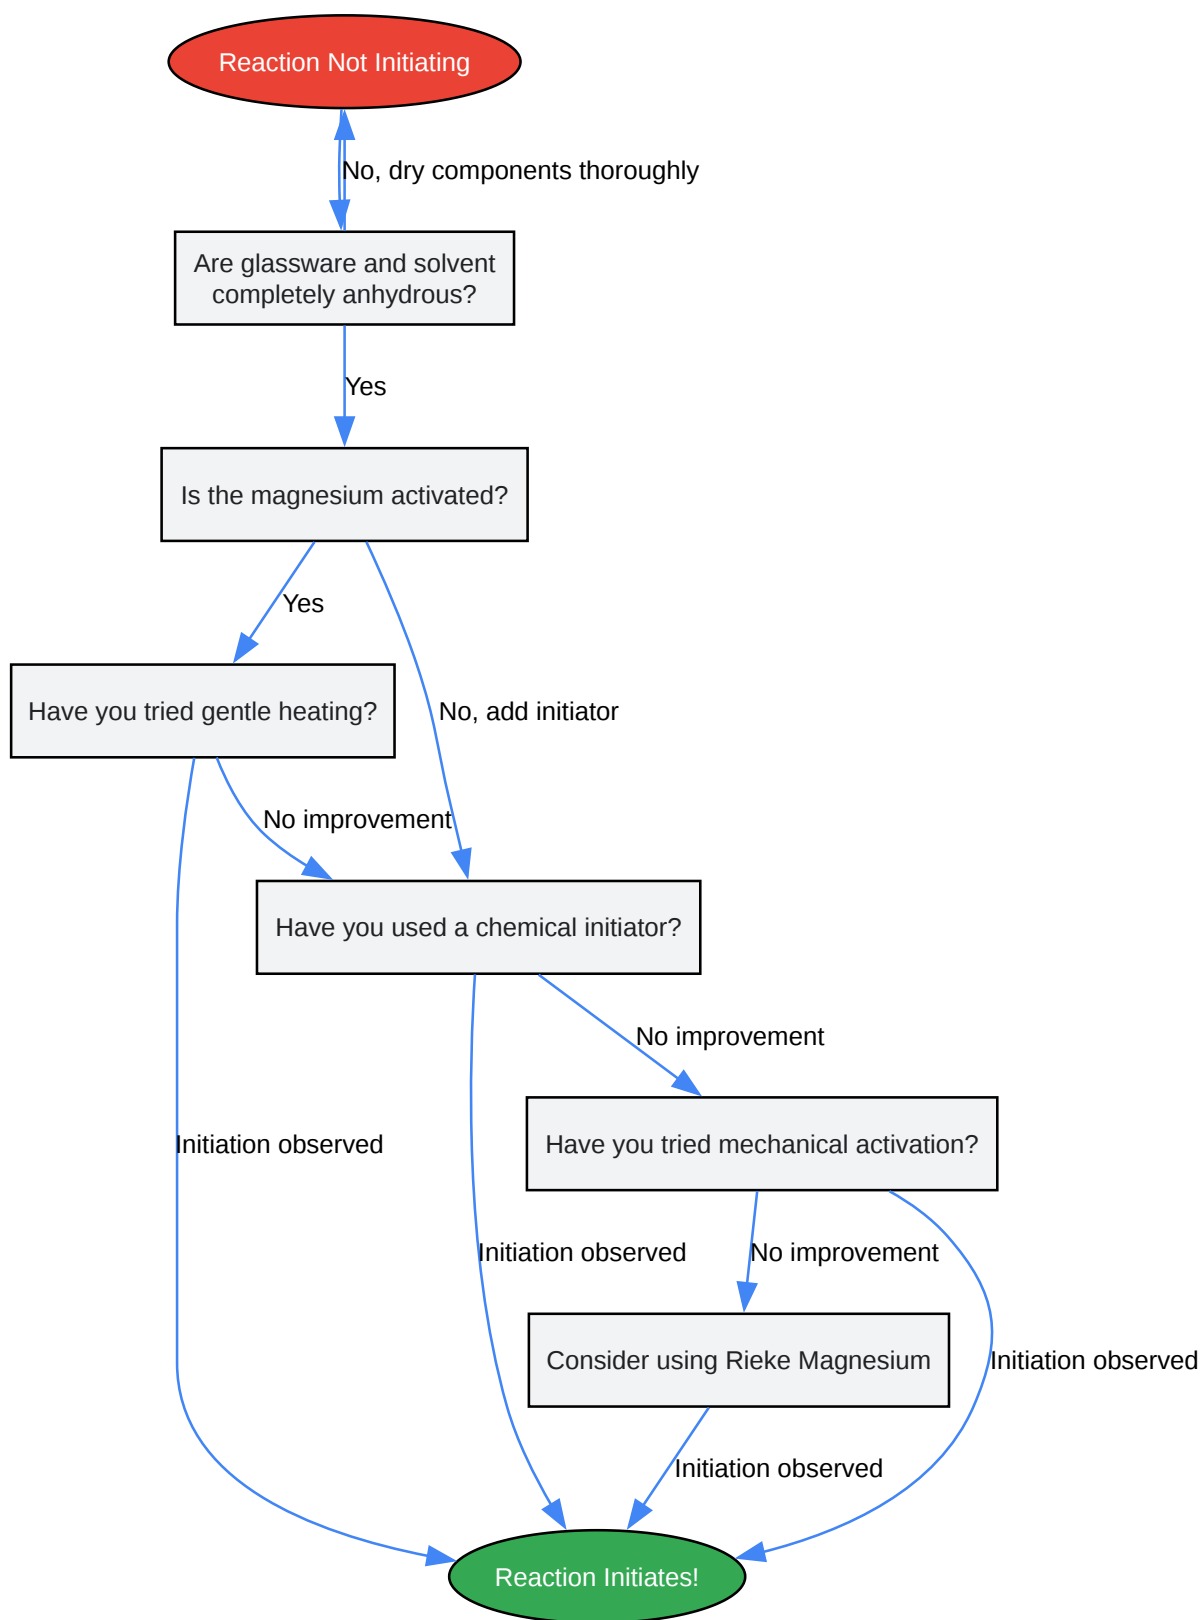 Reaction Not Initiating
No, dry components thoroughly
Are glassware and solvent
completely anhydrous?
Yes
Is the magnesium activated?
Yes
Have you tried gentle heating?
No, add initiator
No improvement
Have you used a chemical initiator?
No improvement
Initiation observed
Have you tried mechanical activation?
Initiation observed
No improvement
Consider using Rieke Magnesium
Initiation observed
Initiation observed
Reaction Initiates!